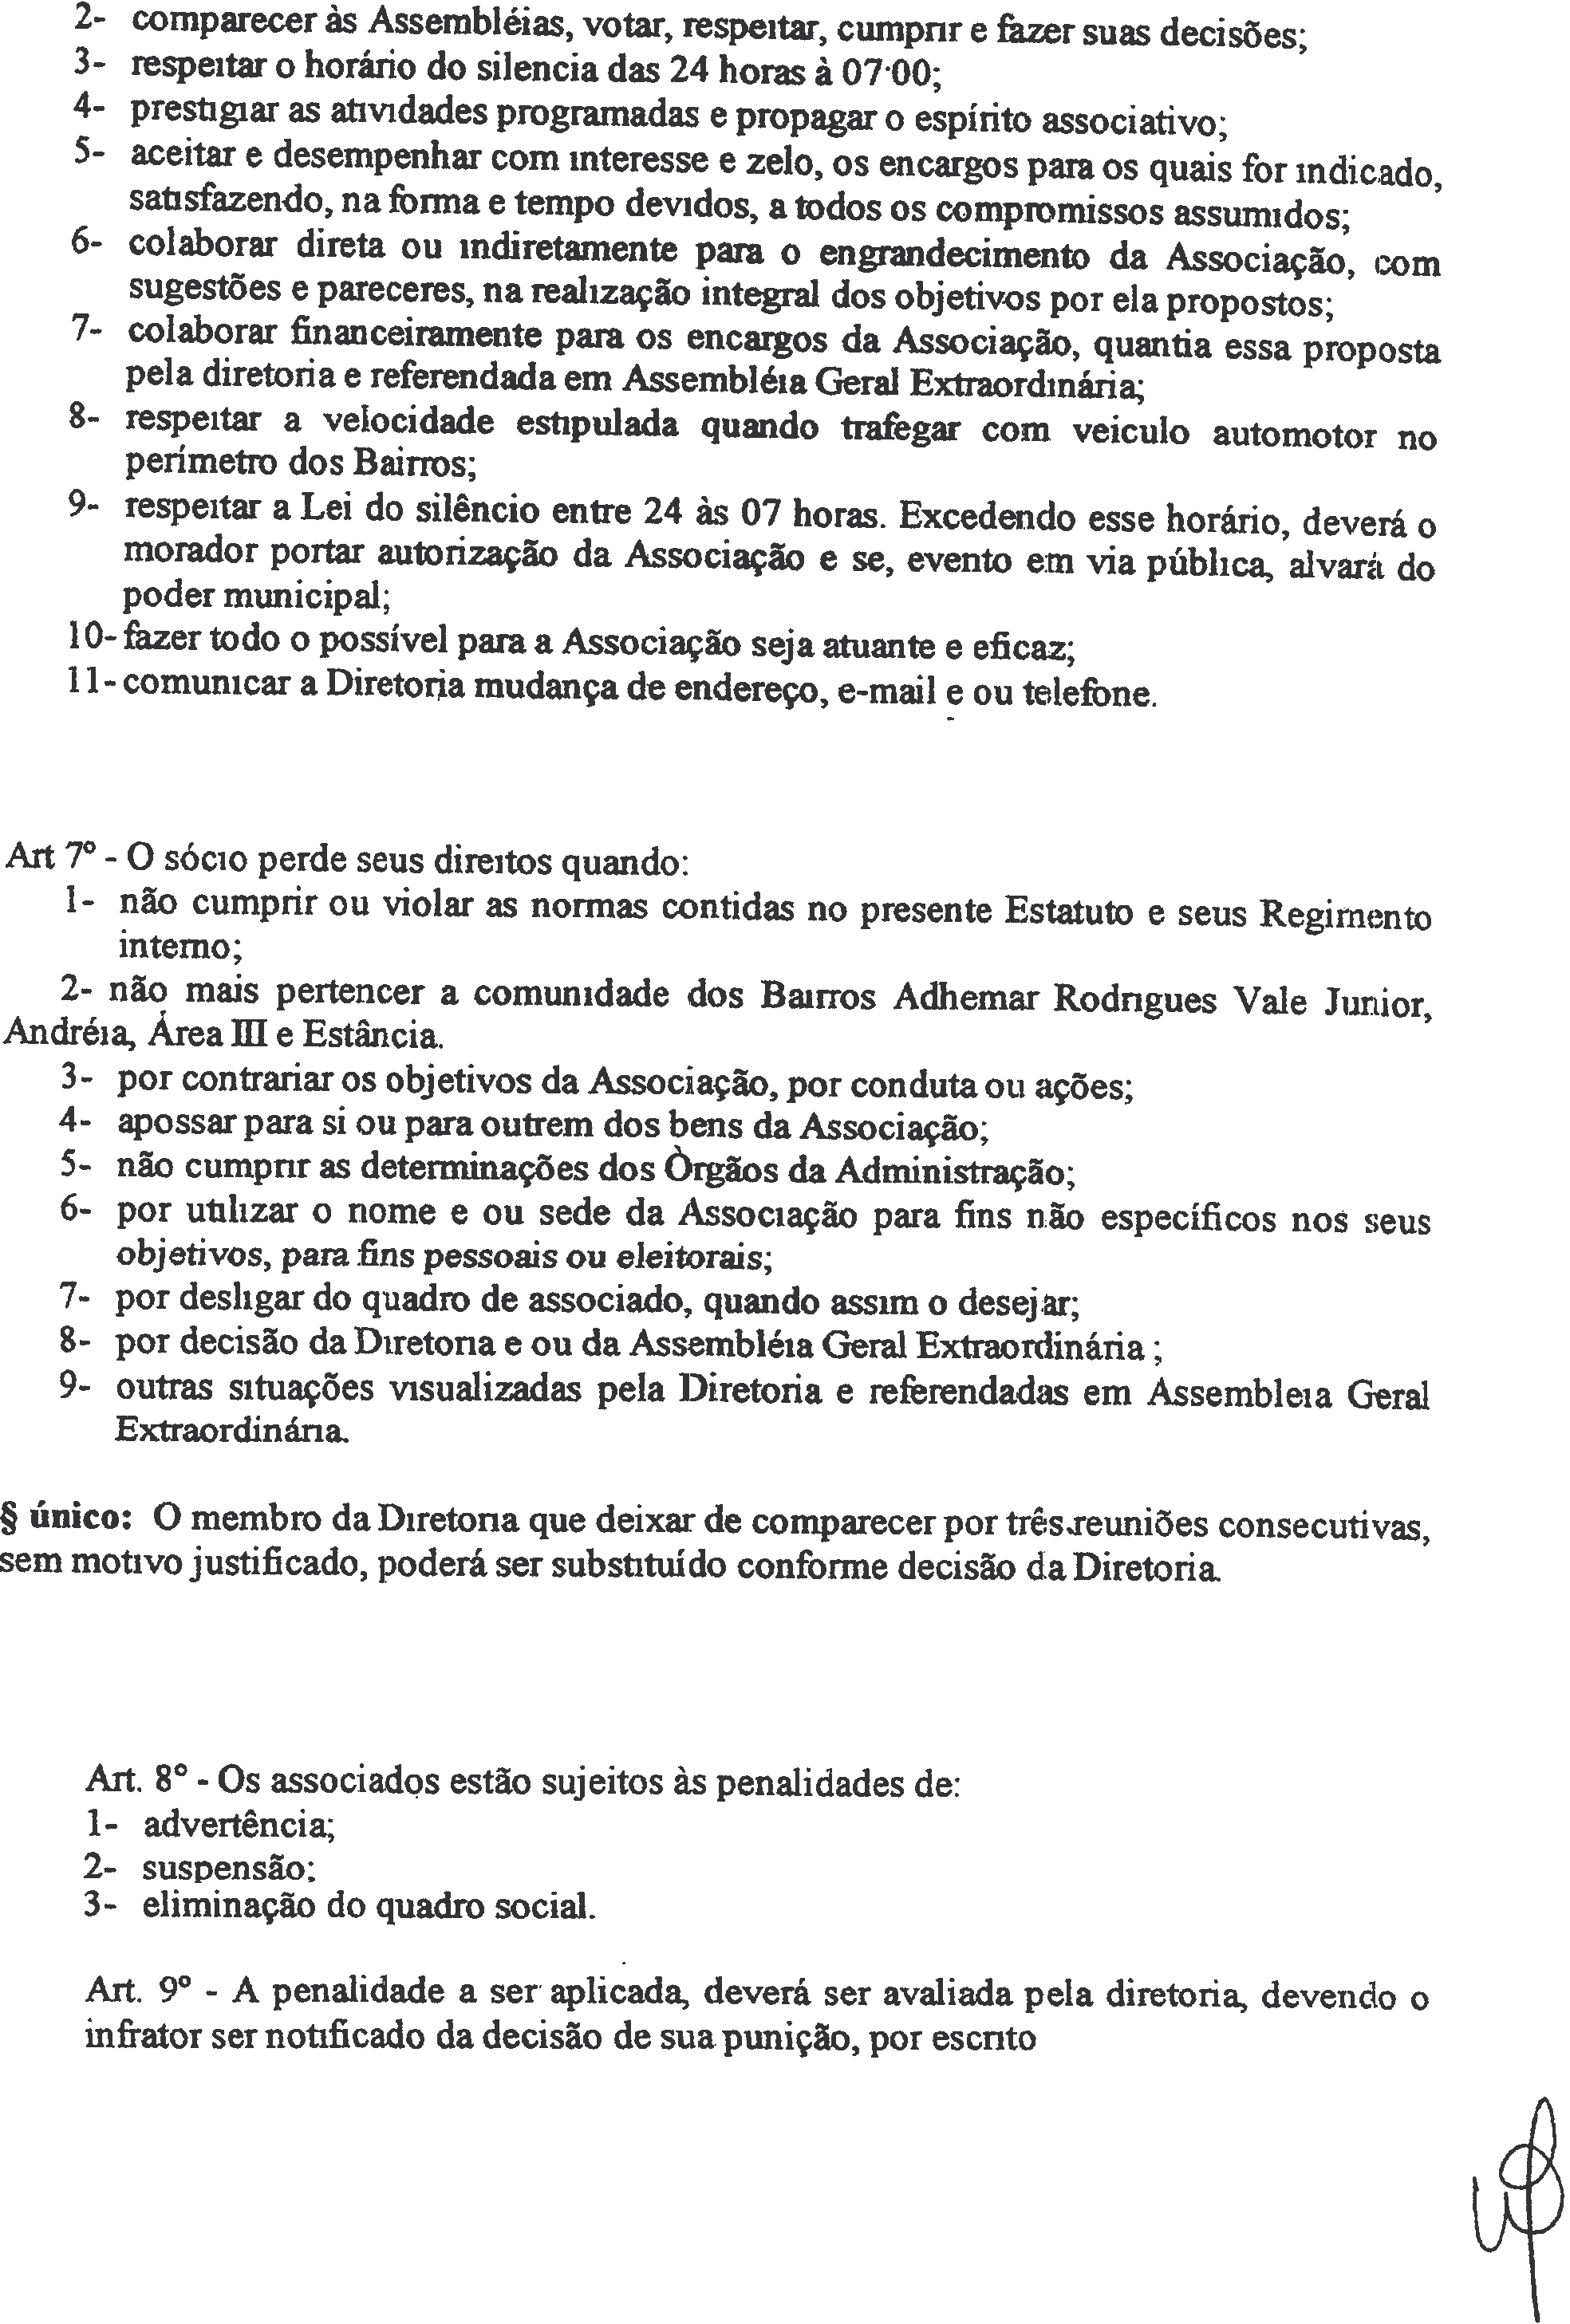 2- comparecer às Assembléias, votar, respeitar, cumprir e fazer suas decisões;
3- respeitar o horário do silencia das 24 horas à 07:00;
4- prestigiar as atividades programadas e propagar o espírito associativo;
5- aceitar e desempenhar com interesse e zelo, os encargos para os quais for indicado,
satisfazendo, na forma e tempo devidos, a todos os compromissos assumidos;
6- colaborar direta ou indiretamente para o engrandecimento da Associação, com
sugestões e pareceres, na realização integral dos objetivos por ela propostos;
7- colaborar financeiramente para os encargos da Associação, quantia essa proposta
pela diretoria e referendada em Assembléia Geral Extraordinária;
8- respeitar a velocidade estipulada quando trafegar com veiculo automotor no
perímetro dos Bairros;
9- respeitar a Lei do silêncio entre 24 às 07 horas. Excedendo esse horário, deverá o
morador portar autorização da Associação e se, evento em via pública, alvará do
poder municipal;
10- fazer todo o possível para a Associação seja atuante e eficaz;
11- comunicar a Diretoria mudança de endereço, e-mail e ou telefone.
Art 7º - O sócio perde seus direitos quando:
1- não cumprir ou violar as normas contidas no presente Estatuto e seus Regimento
interno;
2- não mais pertencer a comunidade dos Bairros Adhemar Rodrigues Vale Junior,
Andréia, Área III e Estância.
3- por contrariar os objetivos da Associação, por conduta ou ações;
4- apossar para si ou para outrem dos bens da Associação;
5- não cumprir as determinações dos Òrgãos da Administração;
6- por utilizar o nome e ou sede da Associação para fins não específicos nos seus
objetivos, para fins pessoais ou eleitorais;
7- por desligar do quadro de associado, quando assim o desejar;
8- por decisão da Diretoria e ou da Assembléia Geral Extraordinária ;
9- outras situações visualizadas pela Diretoria e referendadas em Assembleia Geral
Extraordinária.
§ único: O membro da Diretoria que deixar de comparecer por três reuniões consecutivas,
sem motivo justificado, poderá ser substituído conforme decisão da Diretoria.
Art. 8º - Os associados estão sujeitos às penalidades de:
1- advertência;
2- suspensão;
3- eliminação do quadro social.
Art. 9º - A penalidade a ser aplicada, deverá ser avaliada pela diretoria, devendo o
infrator ser notificado da decisão de sua punição, por escrito